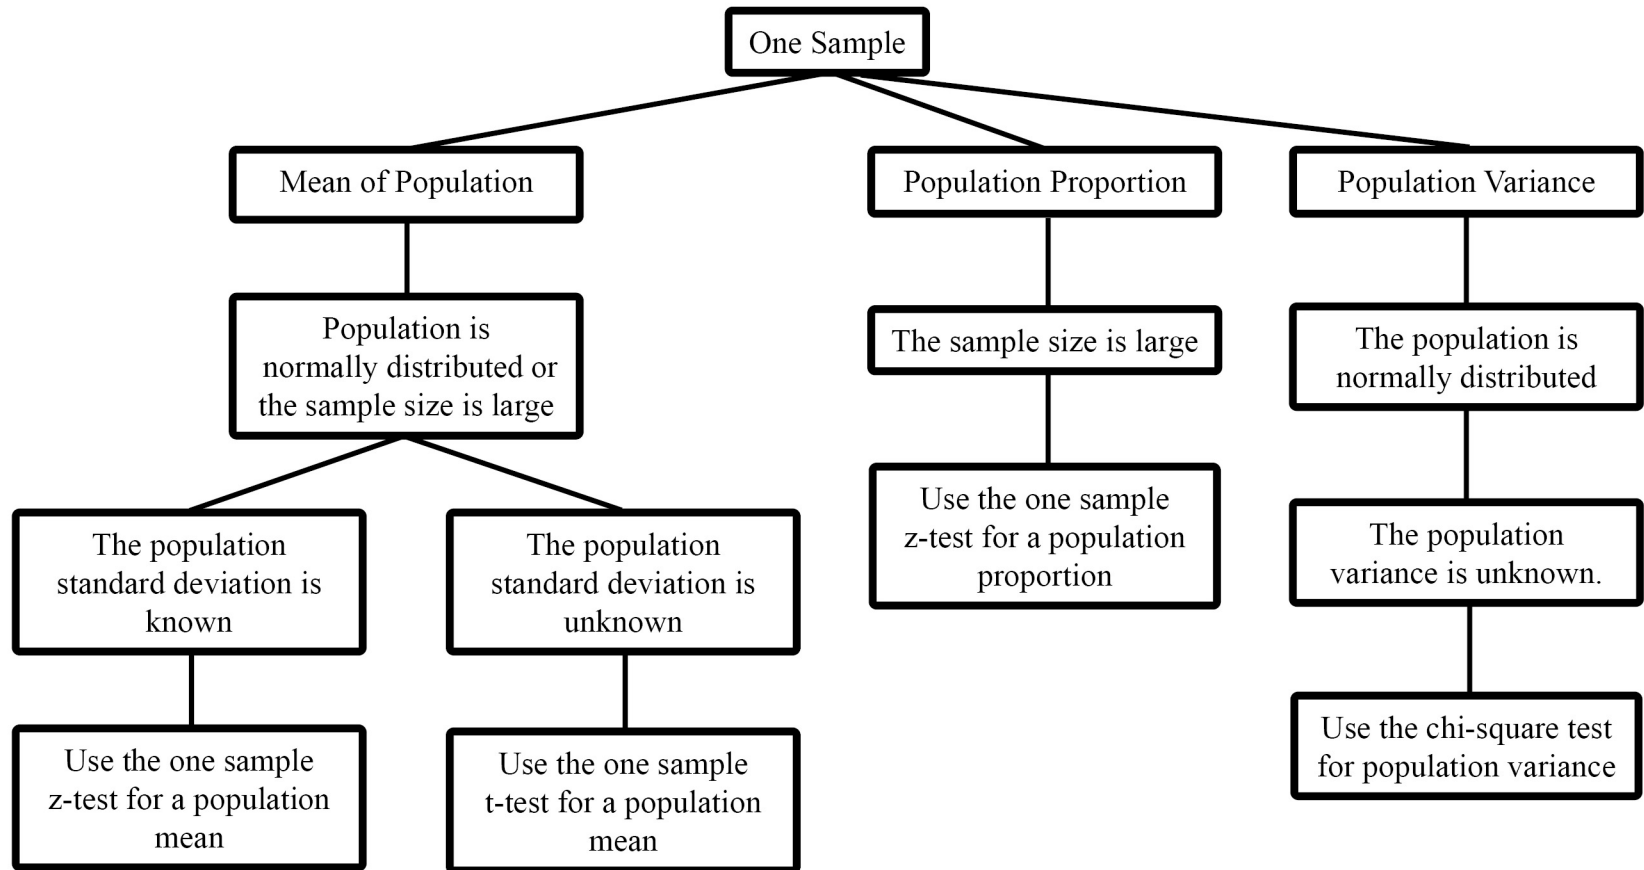 One Sample
Mean of Population
Population Proportion
Population Variance
Population is
normally distributed or
the sample size is large
The sample size is large
The population is
normally distributed
The population
standard deviation is
known
The population
standard deviation is
unknown
Use the one sample
z-test for a population
proportion
The population
variance is unknown.
Use the one sample
z-test for a population
mean
Use the one sample
t-test for a population
mean
Use the chi-square test
for population variance